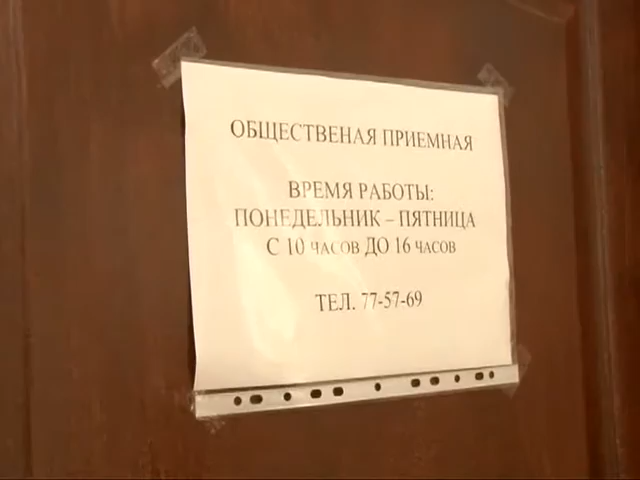 ОБЩЕСТВЕНАЯ ПРИЕМНАЯ
ВРЕМЯ РАБОТЫ:
ПОНЕДЕЛЬНИК – ПЯТНИЦА
С 10 ЧАСОВ ДО 16 ЧАСОВ
ТЕЛ. 77-57-69